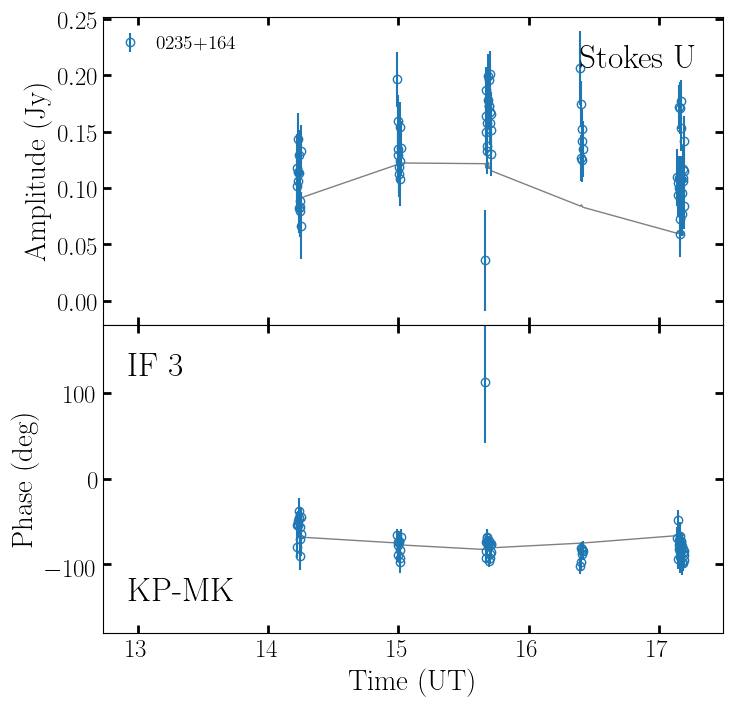 0.25
0235+164
Stokes U
0.20
0.15
0.10
0.05
0.00
Amplitude (Jy)
IF 3
100
0
−100
Phase (deg)
KP-MK
13 14 15 16 17
Time (UT)